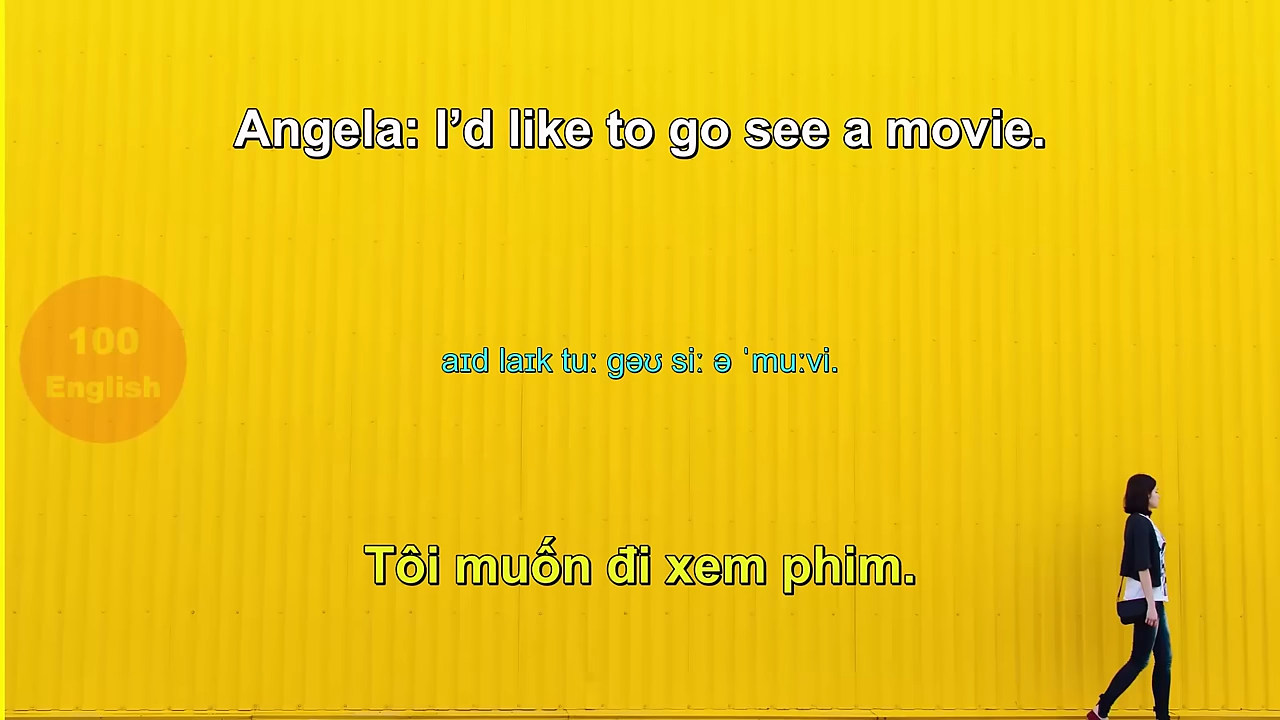 Angela: I’d like to go see a movie.
100
English
aɪd laɪk tuː gəʊ siː ə ˈmuːvi.
Tôi muốn đi xem phim.